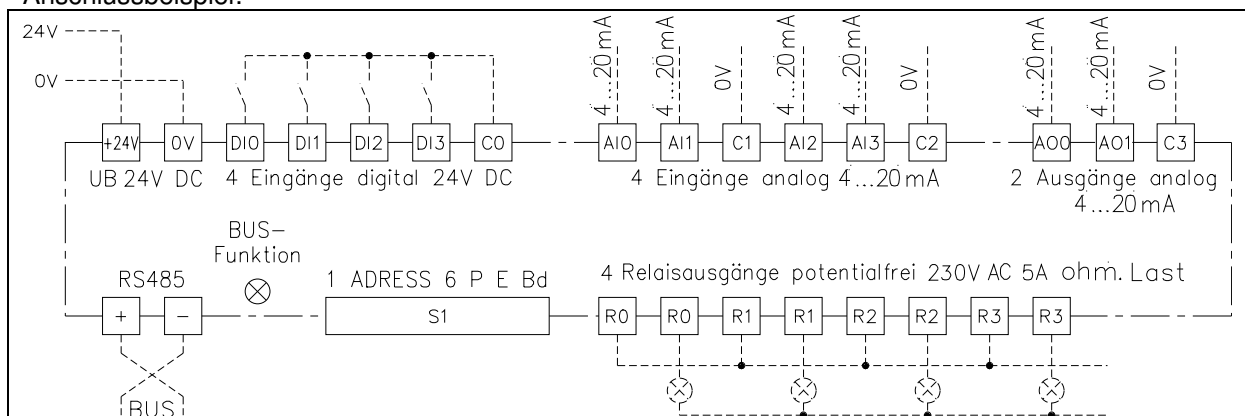 Anschlussbeispiel:
24V
0V
4...20mA 4...20mA 0V 4...20mA 4...20mA 0V 4...20mA 4...20mA 0V
+24V 0V DI0 DI1 DI2 DI3 C0 AI0 AI1 C1 AI2 AI3 C2 AO0 AO1 C3
UB 24V DC 4 Eingänge digital 24V DC 4 Eingänge analog 4...20mA 2 Ausgänge analog
4...20mA
BUS-
Funktion
RS485 1 ADRESS 6 P E Bd 4 Relaisausgänge potentialfrei 230V AC 5A ohm. Last
+ − S1 R0 R0 R1 R1 R2 R2 R3 R3
BUS